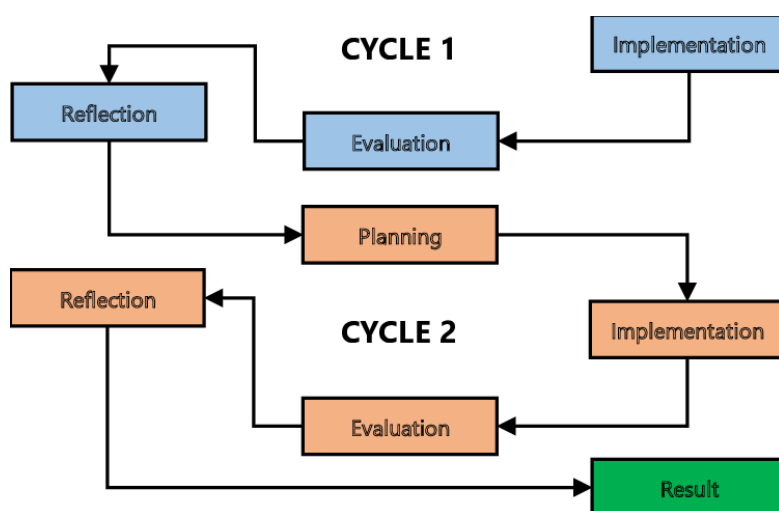 CYCLE 1
Implementation
Reflection
Evaluation
Planning
Reflection
Implementation
CYCLE 2
Evaluation
Result